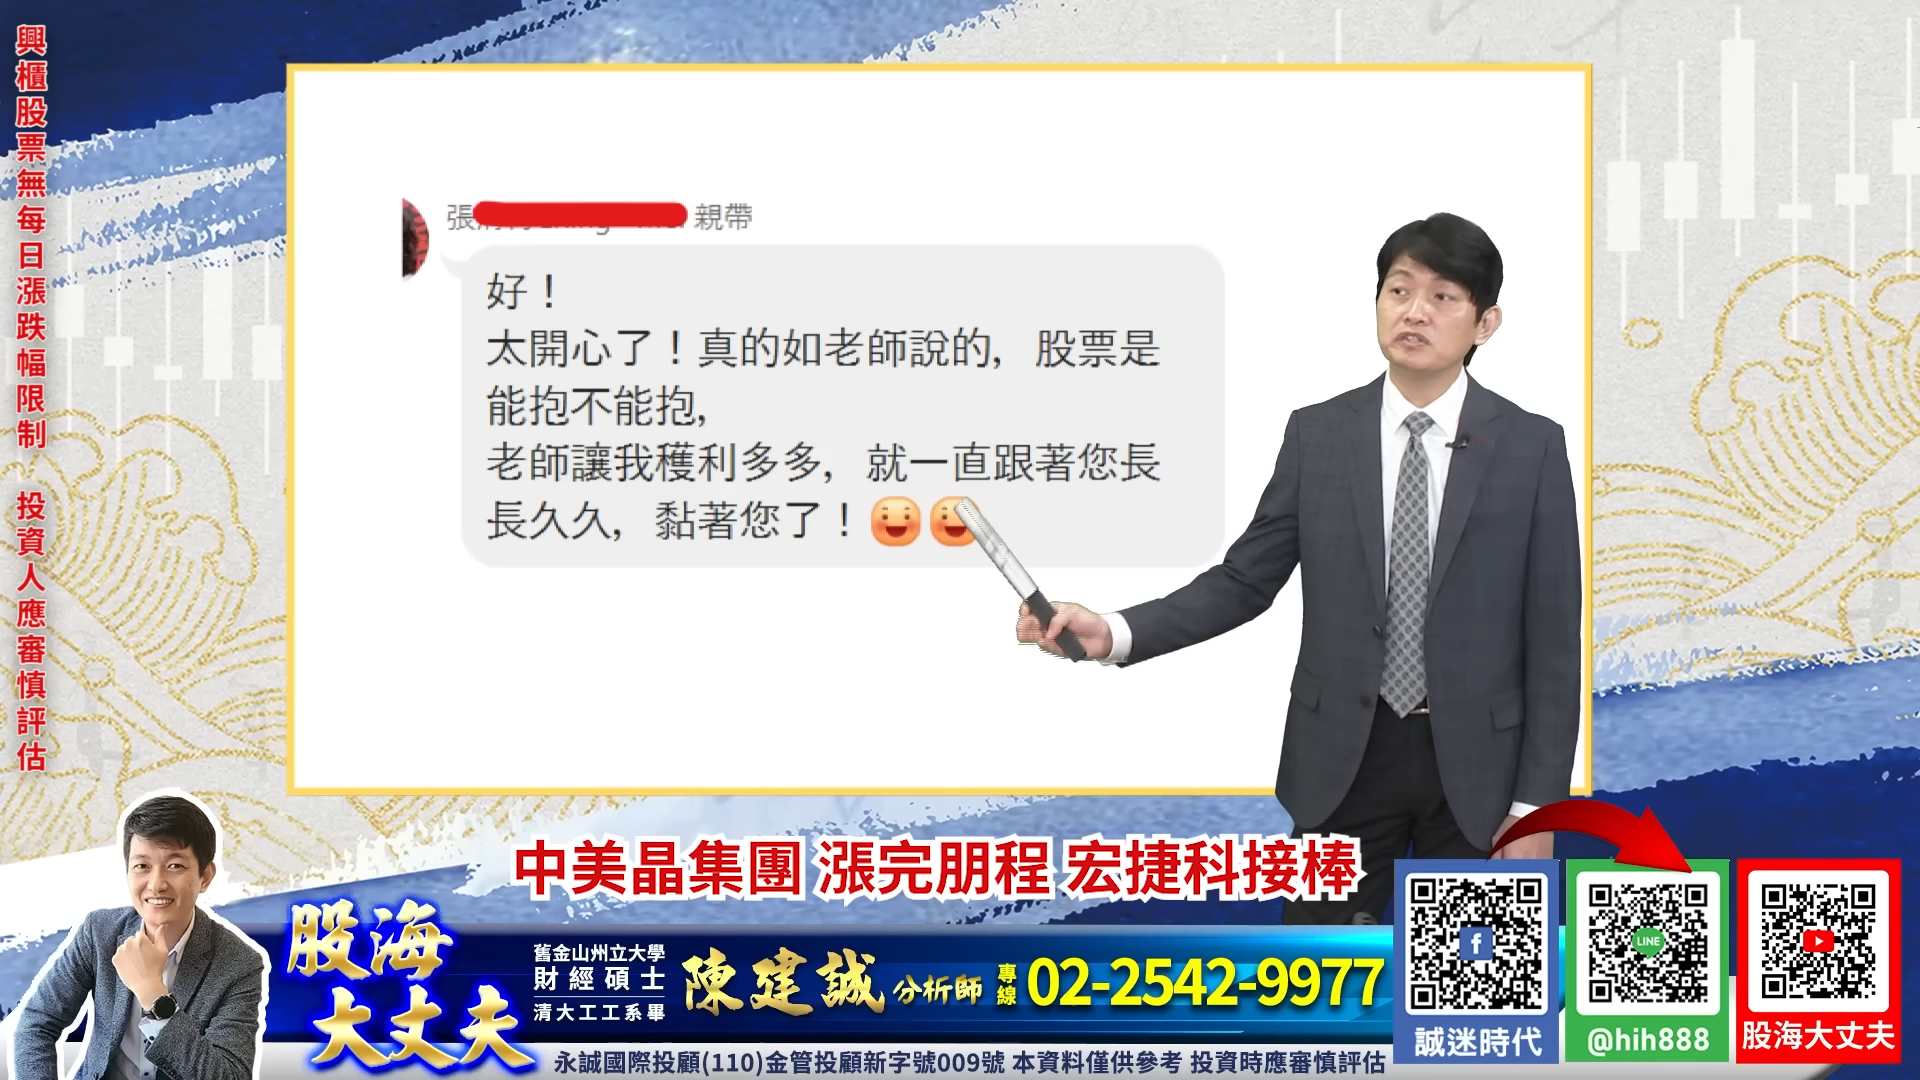 興櫃股票無每日漲跌幅限制 投資人應審慎評估
張
親帶
好！
太開心了！真的如老師說的，股票是
能抱不能抱，
老師讓我穫利多多，就一直跟著您長
長久久，黏著您了！
中美晶集團 漲完朋程 宏捷科接棒
股海
大丈夫
舊金山州立大學
財經碩士
清大工工系畢
陳建誠 分析師
專線 02-2542-9977
永誠國際投顧(110)金管投顧新字號009號 本資料僅供參考 投資時應審慎評估
誠迷時代
LINE
@hih888
股海大丈夫